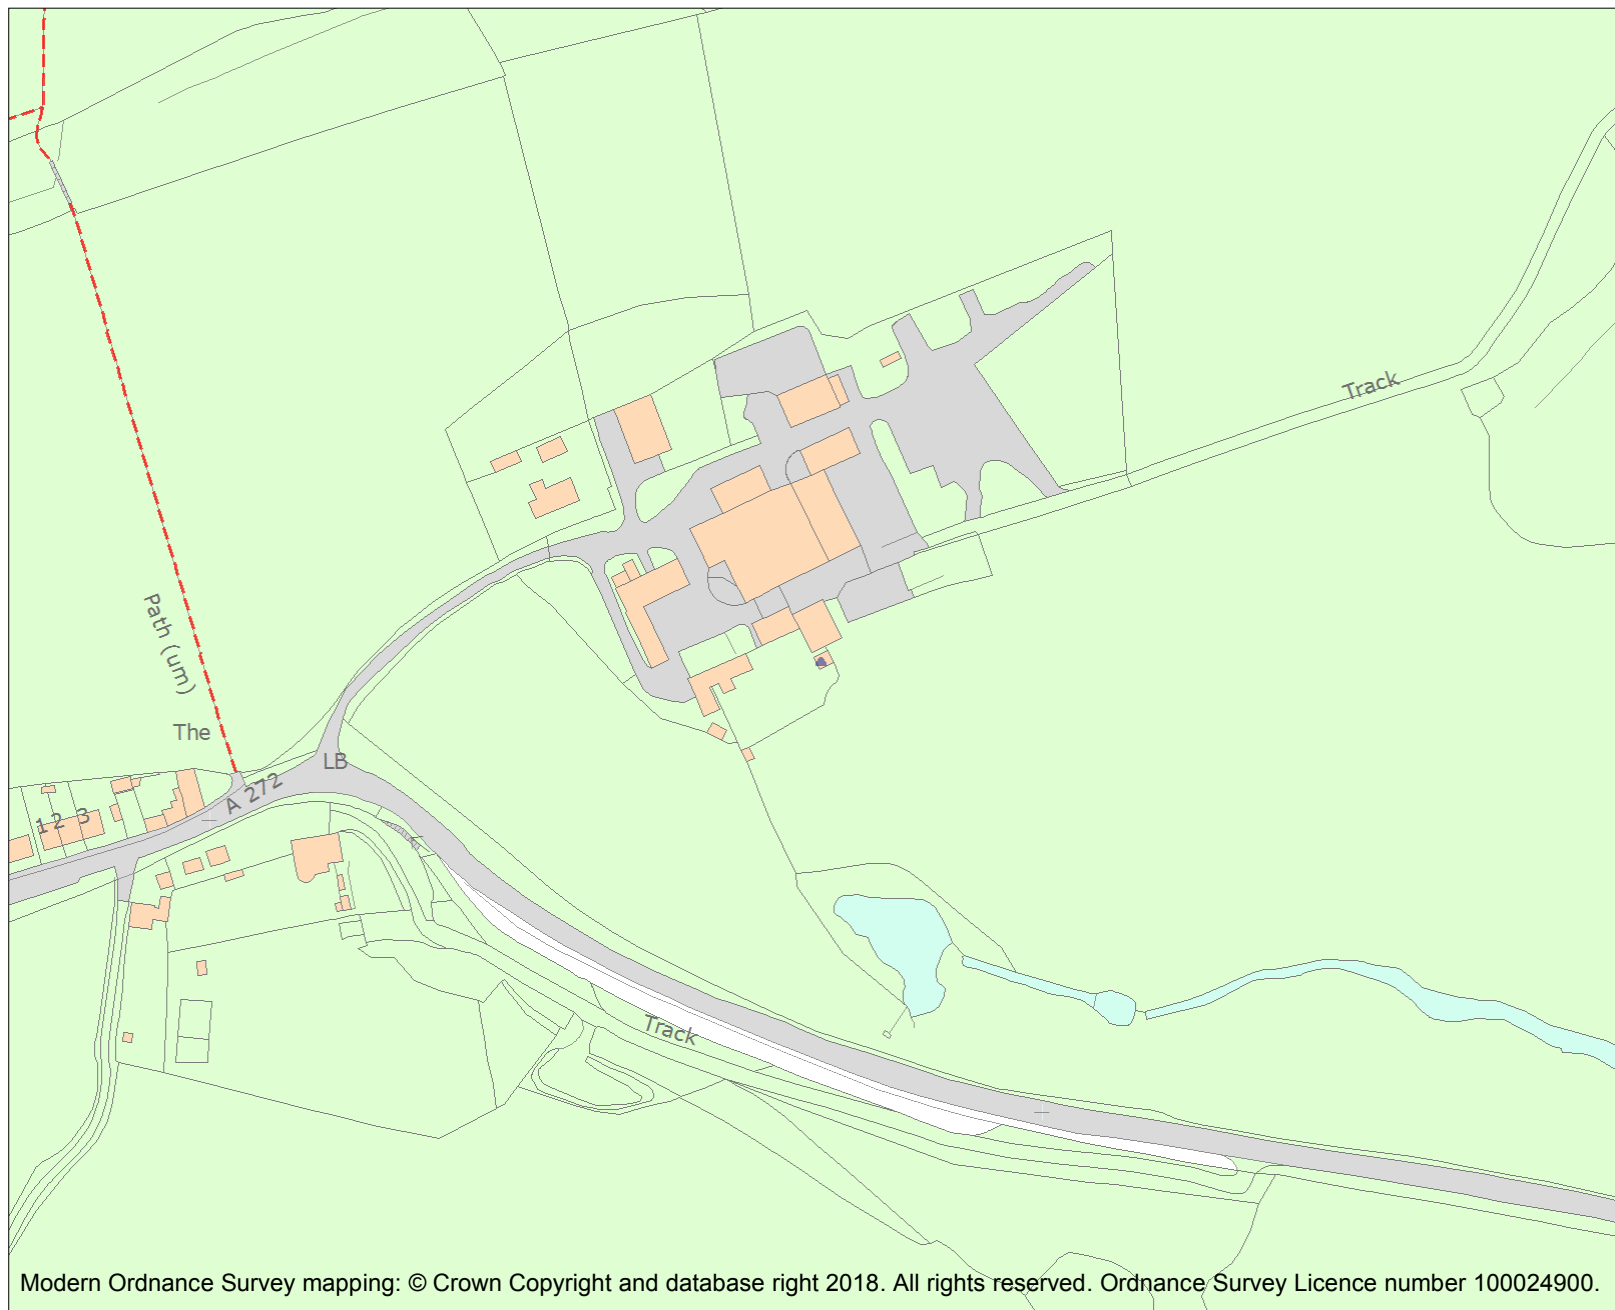 Track
Path (um)
The
LB
A 272
1 2 3
Track
Modern Ordnance Survey mapping: © Crown Copyright and database right 2018. All rights reserved. Ordnance Survey Licence number 100024900.